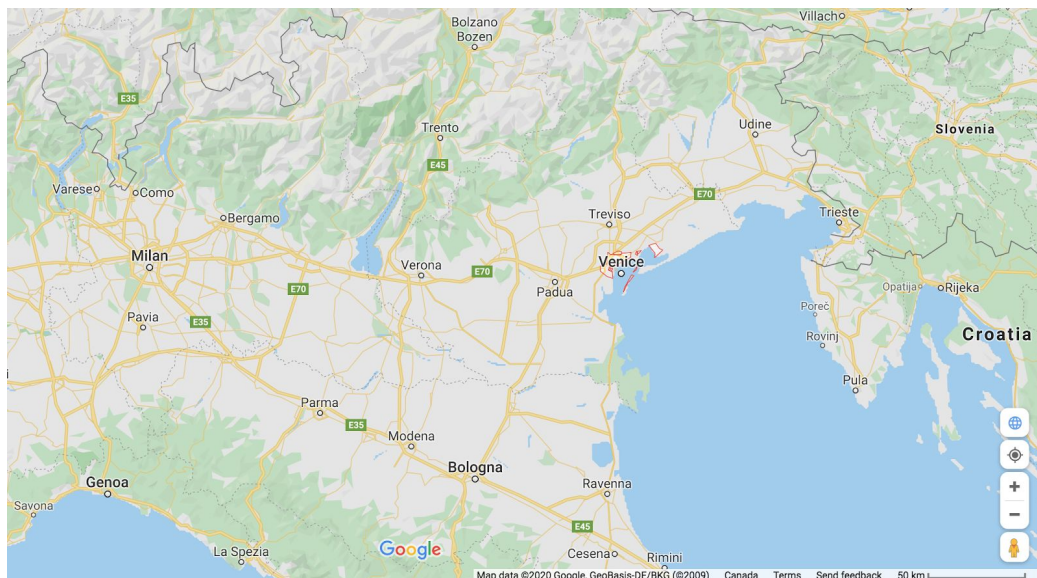 Villach
Bolzano
Bozen
E35
Trento
Udine
Slovenia
E45
Varese
Como
E70
Bergamo
Treviso
Trieste
Milan
Verona
E70
Venice
Padua
E70
Opatija
Rijeka
Pavia
E35
Poreč
Rovinj
Croatia
Pula
Parma
E35
Modena
Bologna
Genoa
Ravenna
Savona
E45
La Spezia
Google
Cesena
Rimini
Map data ©2020 Google, GeoBasis-DE/BKG (©2009) Canada Terms Send feedback 50 km